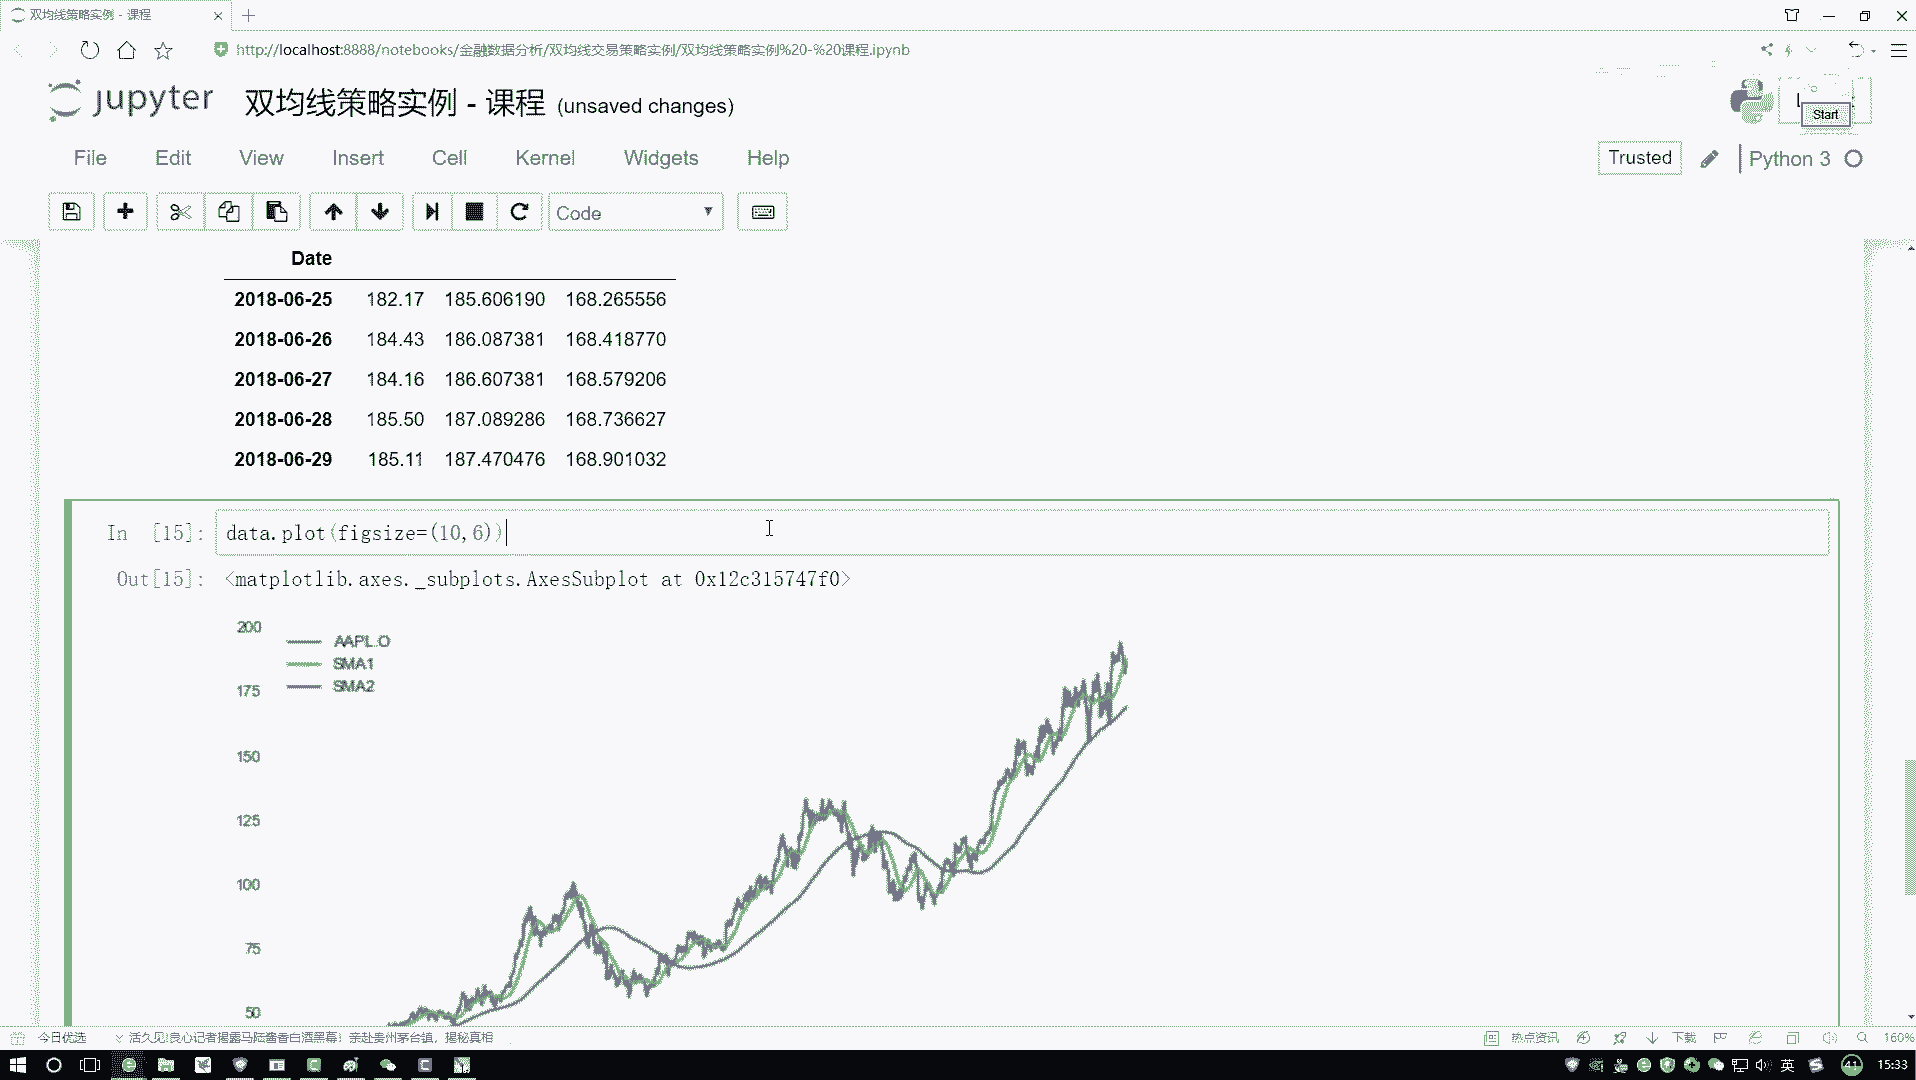 双均线策略实例 - 课程
http://localhost:8888/notebooks/金融数据分析/双均线交易策略实例/双均线策略实例%20-%20课程.ipynb
jupyter 双均线策略实例 - 课程 (unsaved changes)
Start
File Edit View Insert Cell Kernel Widgets Help
Trusted Python 3
Code
Date
2018-06-25 182.17 185.606190 168.265556
2018-06-26 184.43 186.087381 168.418770
2018-06-27 184.16 186.607381 168.579206
2018-06-28 185.50 187.089286 168.736627
2018-06-29 185.11 187.470476 168.901032
In [15]: data.plot(figsize=(10,6))
Out[15]: <matplotlib.axes._subplots.AxesSubplot at 0x12c315747f0>
200
AAPL.O
SMA1
SMA2
175
150
125
100
75
50
今日优选 活久见!良心记者揭露马陆酱香白酒黑幕! 亲赴贵州茅台镇, 揭秘真相 热点资讯 下载 160%
英 41 15:33